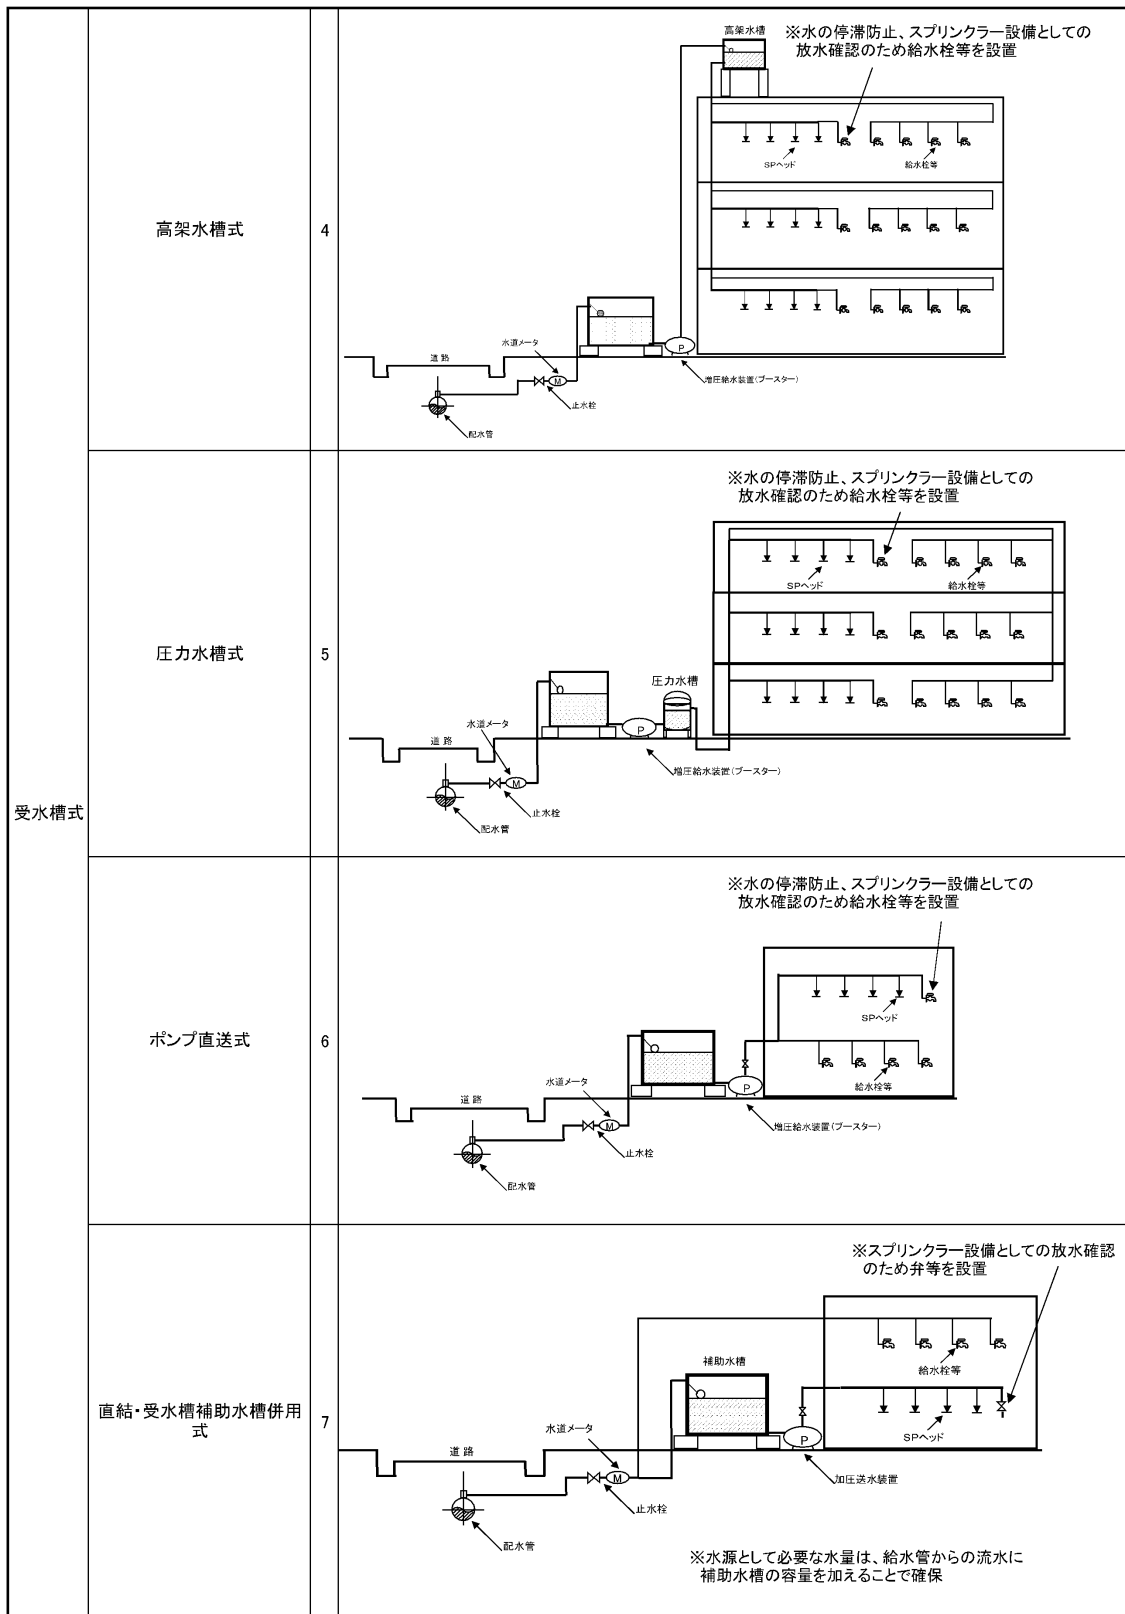 受水槽式
高架水槽式
4
高架水槽
※水の停滞防止、スプリンクラー設備としての
放水確認のため給水栓等を設置
SPヘッド
給水栓等
水道メータ
道路
M
P
増圧給水装置(ブースター)
止水栓
配水管
圧力水槽式
5
※水の停滞防止、スプリンクラー設備としての
放水確認のため給水栓等を設置
SPヘッド
給水栓等
圧力水槽
水道メータ
道路
P
増圧給水装置(ブースター)
M
止水栓
配水管
ポンプ直送式
6
※水の停滞防止、スプリンクラー設備としての
放水確認のため給水栓等を設置
SPヘッド
給水栓等
水道メータ
道路
P
増圧給水装置(ブースター)
M
止水栓
配水管
直結・受水槽補助水槽併用
式
7
※スプリンクラー設備としての放水確認
のため弁等を設置
給水栓等
補助水槽
SPヘッド
水道メータ
道路
P
加圧送水装置
M
止水栓
配水管
※水源として必要な水量は、給水管からの流水に
補助水槽の容量を加えることで確保